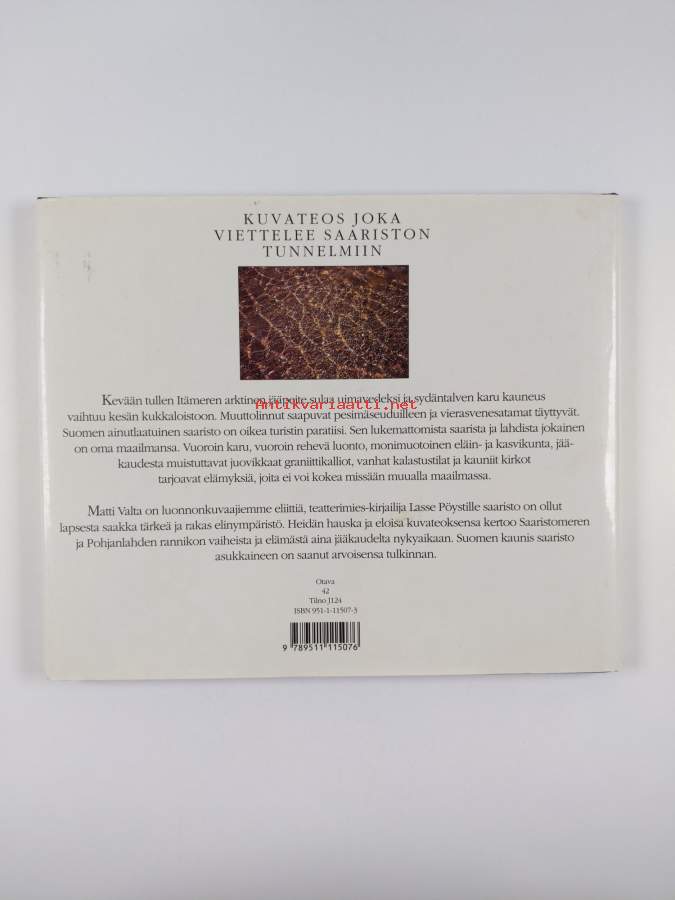 KUVATEOS JOKA
VIETTELEE SAARISTON
TUNNELMIIN
Kevään tullen Itämeren arktinen jääpeite sulaa uimavedeksi ja sydäntalven karu kauneus
Antikvariaatti.net
vaihtuu kesän kukkaloistoon. Muuttolinnut saapuvat pesimäseuduilleen ja vierasvenesatamat täyttyvät.
Suomen ainutlaatuinen saaristo on oikea turistin paratiisi. Sen lukemattomista saarista ja lahdista jokainen
on oma maailmansa. Vuoroin karu, vuoroin rehevä luonto, monimuotoinen eläin- ja kasvikunta, jää-
kaudesta muistuttavat juovikkaat graniittikalliot, vanhat kalastustilat ja kauniit kirkot
tarjoavat elämyksiä, joita ei voi kokea missään muualla maailmassa.
Matti Valta on luonnonkuvaajiemme eliittiä, teatterimies-kirjailija Lasse Pöystille saaristo on ollut
lapsesta saakka tärkeä ja rakas elinympäristö. Heidän hauska ja eloisa kuvateoksensa kertoo Saaristomeren
ja Pohjanlahden rannikon vaiheista ja elämästä aina jääkaudelta nykyaikaan. Suomen kaunis saaristo
asukkaineen on saanut arvoisensa tulkinnan.
Otava
42
Tilno J124
ISBN 951-1-11507-3
9 789511 115076